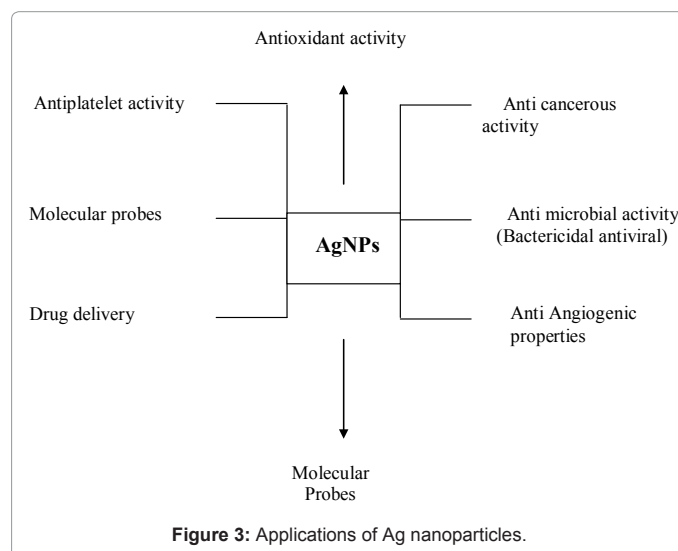 Antioxidant activity
Antiplatelet activity
Anti cancerous
activity
Molecular probes
Anti microbial activity
(Bactericidal antiviral)
AgNPs
Drug delivery
Anti Angiogenic
properties
Molecular
Probes
Figure 3: Applications of Ag nanoparticles.